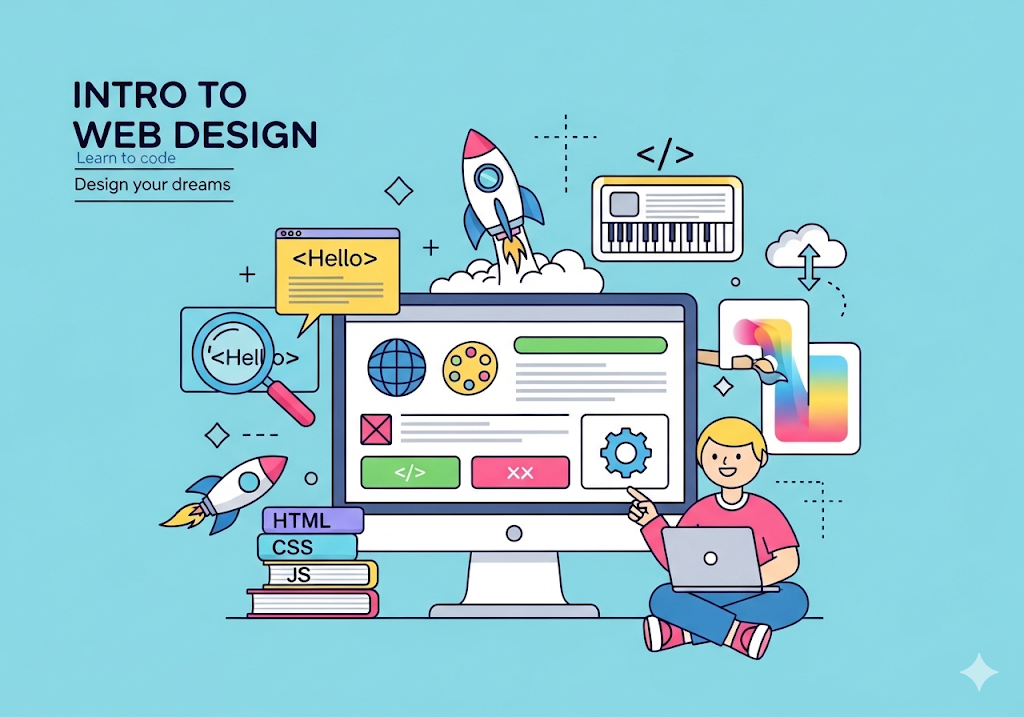 INTRO TO
WEB DESIGN
Learn to code
Design your dreams
</>
<Hello>
<Hello>
</>
XX
HTML
CSS
JS